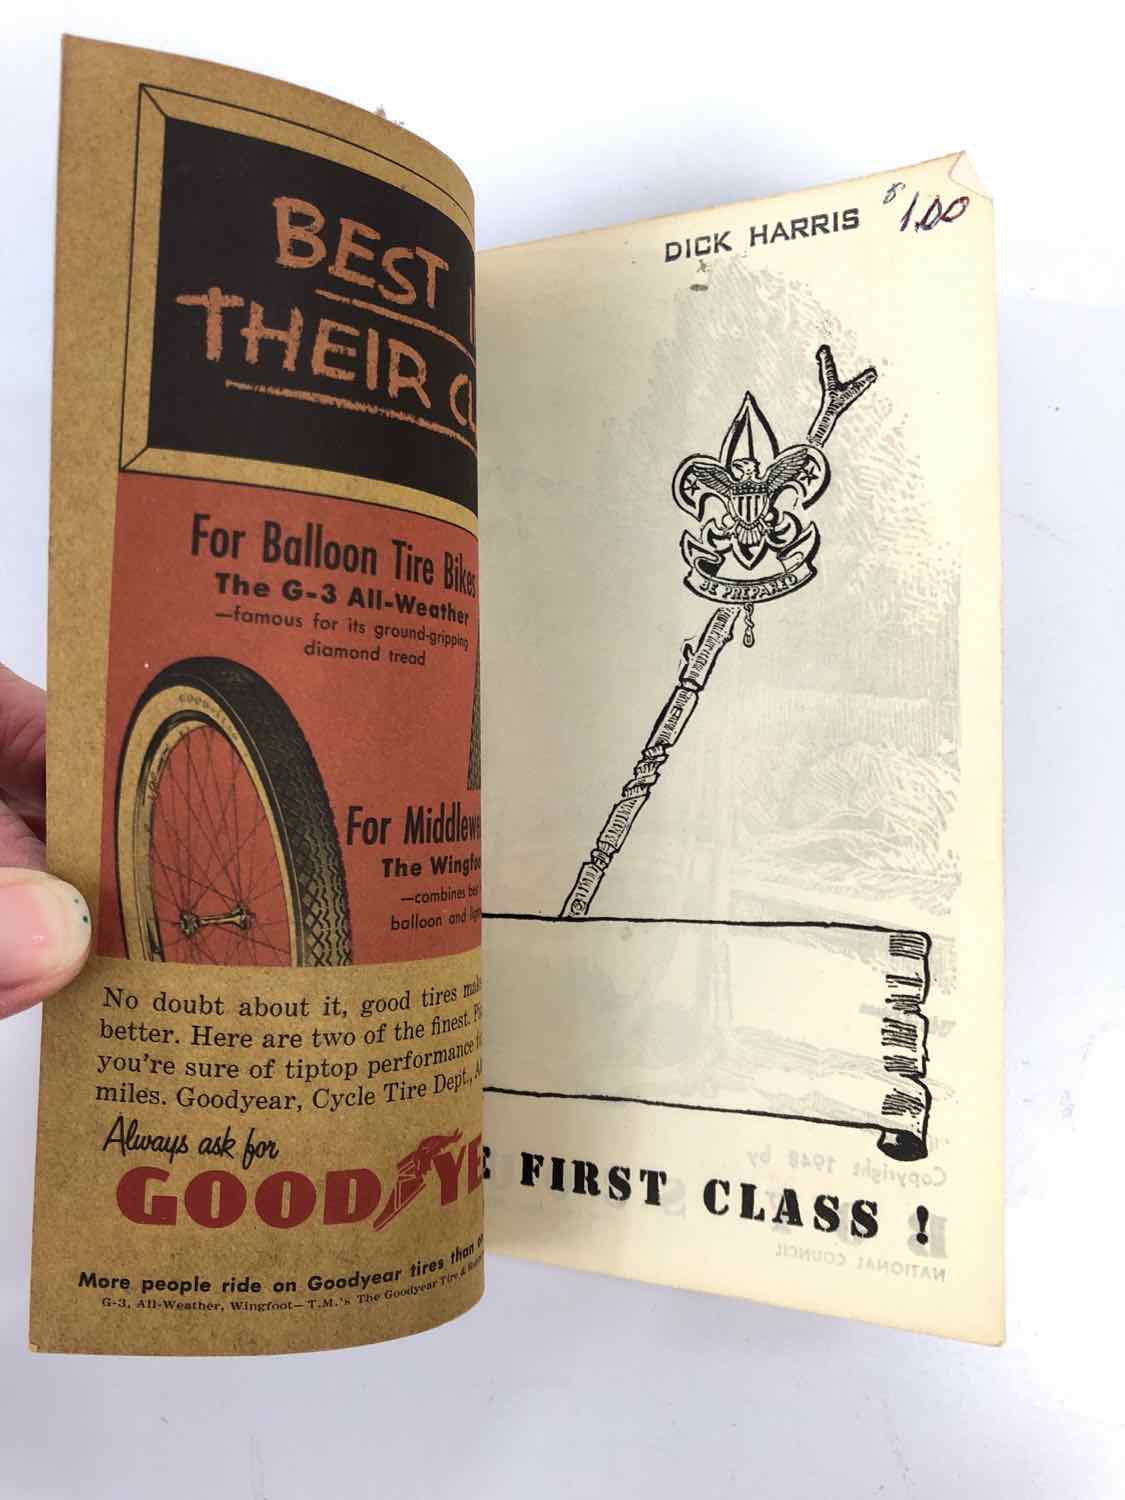 BEST
THEIR CL
For Balloon Tire Bikes
The G-3 All-Weather
—famous for its ground-gripping
diamond tread
For Middlewe
The Wingfoo
—combines
balloon and
No doubt about it, good tires
better. Here are two of the finest.
you're sure of tiptop performance
miles. Goodyear, Cycle Tire Dept.,
Always ask for
GOODYE
More people ride on Goodyear tires than
G-3, All-Weather, Wingfoot—T.M.'s The Goodyear Tire &
DICK HARRIS
$1.00
BE PREPARED
FIRST CLASS !
Copyright 1948 by
NATIONAL COUNCIL